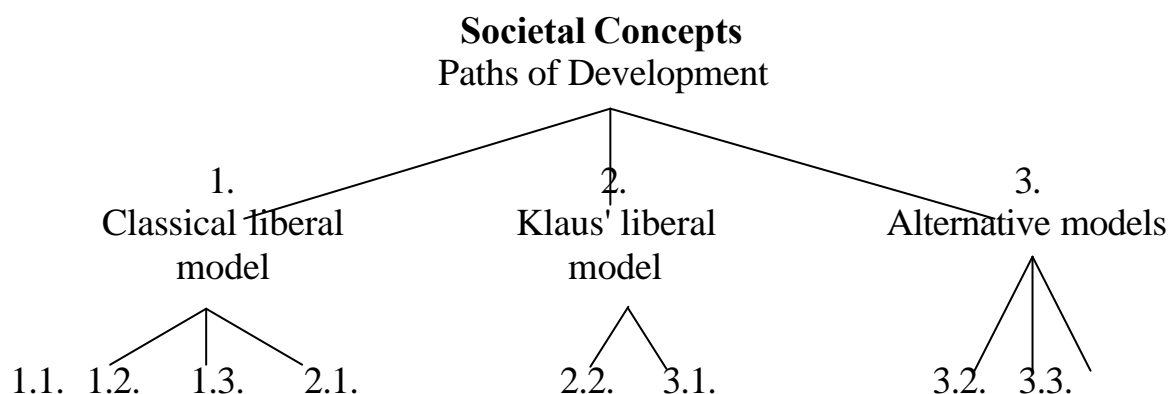 Societal Concepts
Paths of Development
1. 2. 3.
Classical liberal Klaus' liberal Alternative models
model model
1.1. 1.2. 1.3. 2.1. 2.2. 3.1. 3.2. 3.3.